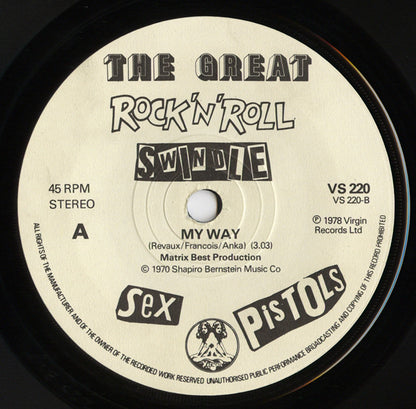 THE GREAT
ROCK'N'ROLL
SWINDLE
45 RPM
STEREO
A
VS 220
VS 220-B
℗ 1978 Virgin
Records Ltd
MY WAY
(Revaux/Francois/Anka) (3.03)
Matrix Best Production
© 1970 Shapiro Bernstein Music Co
Sex
PiSTOLS
ALL RIGHTS OF THE MANUFACTURER AND OF THE OWNER OF THE RECORDED WORK RESERVED UNAUTHORISED PUBLIC PERFORMANCE BROADCASTING AND COPYING OF THIS RECORD PROHIBITED